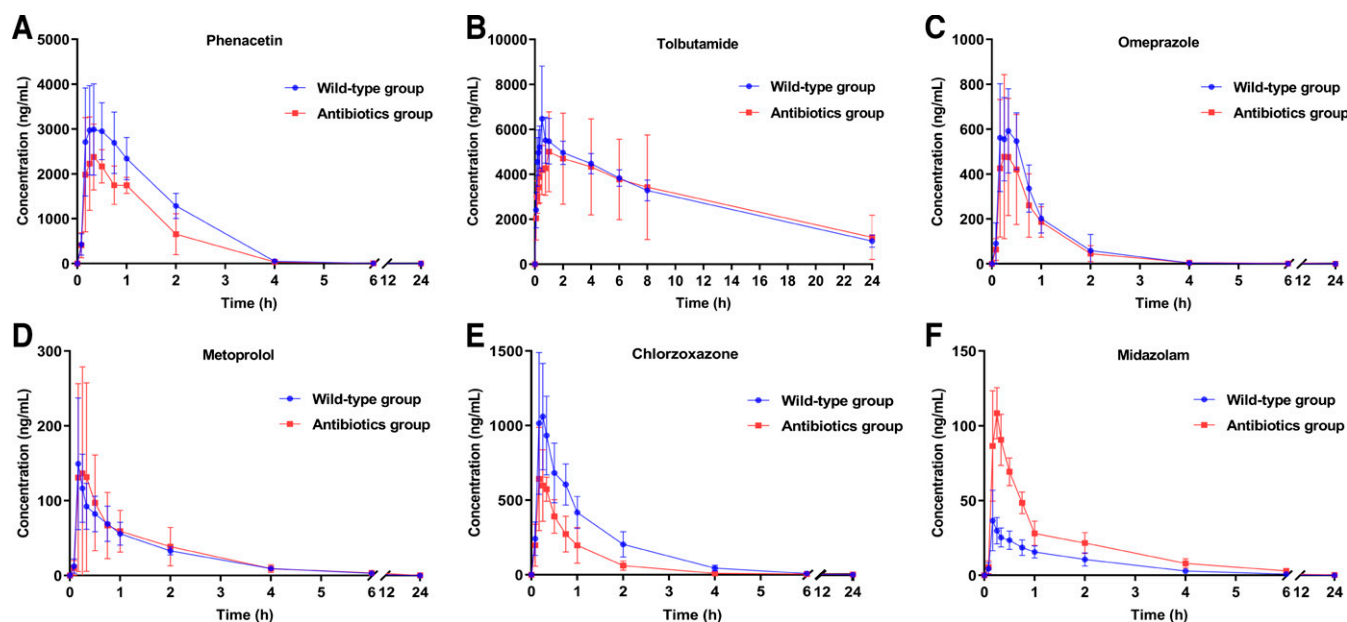 A
Phenacetin
Concentration (ng/mL)
5000
4000
3000
2000
1000
0
Wild-type group
Antibiotics group
0 1 2 3 4 5 6 12 24
Time (h)
B
Tolbutamide
Concentration (ng/mL)
10000
8000
6000
4000
2000
0
Wild-type group
Antibiotics group
0 2 4 6 8 10 12 14 16 18 20 22 24
Time (h)
C
Omeprazole
Concentration (ng/mL)
1000
800
600
400
200
0
Wild-type group
Antibiotics group
0 1 2 3 4 5 6 12 24
Time (h)
D
Metoprolol
Concentration (ng/mL)
300
200
100
0
Wild-type group
Antibiotics group
0 1 2 3 4 5 6 12 24
Time (h)
E
Chlorzoxazone
Concentration (ng/mL)
1500
1000
500
0
Wild-type group
Antibiotics group
0 1 2 3 4 5 6 12 24
Time (h)
F
Midazolam
Concentration (ng/mL)
150
100
50
0
Wild-type group
Antibiotics group
0 1 2 3 4 5 6 12 24
Time (h)